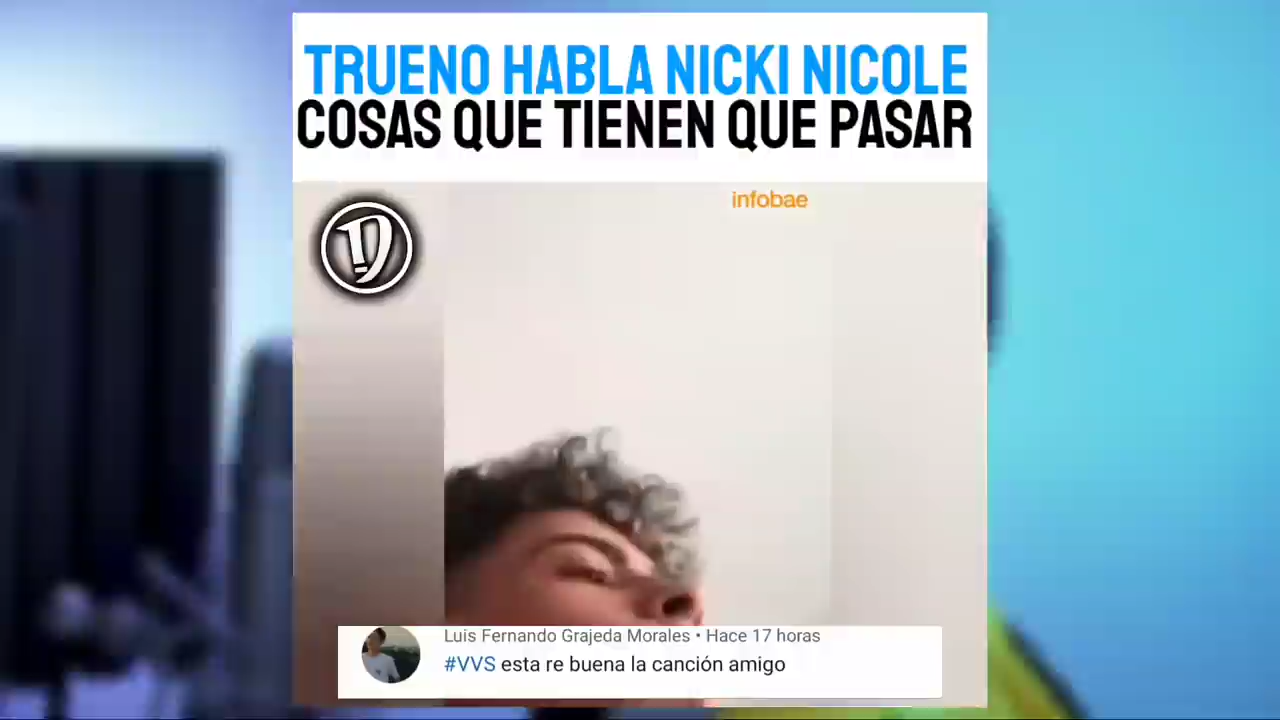 TRUENO HABLA NICKI NICOLE
COSAS QUE TIENEN QUE PASAR
infobae
Luis Fernando Grajeda Morales • Hace 17 horas
#VVS esta re buena la canción amigo